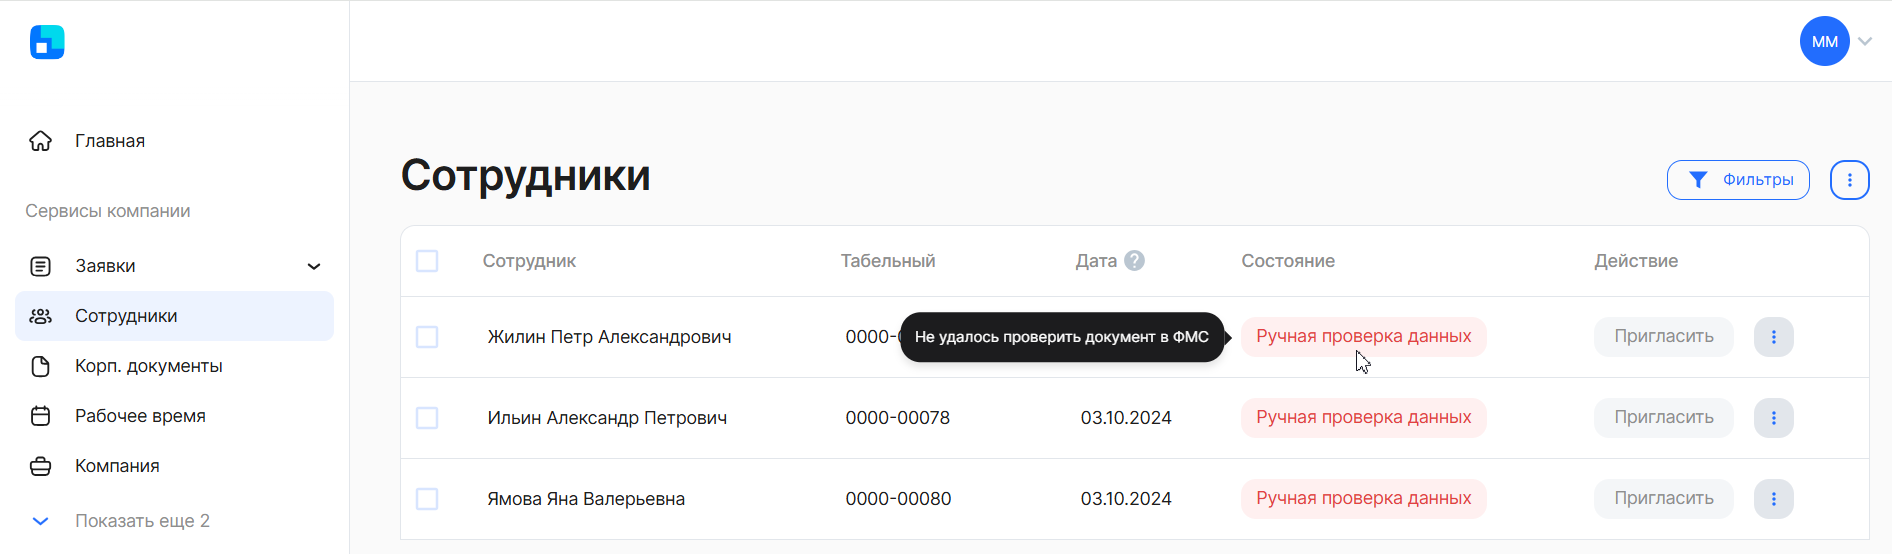 ММ
Главная
Сотрудники
Фильтры
Сервисы компании
Заявки
Сотрудник Табельный Дата ? Состояние Действие
Сотрудники
Жилин Петр Александрович 0000- Не удалось проверить документ в ФМС Ручная проверка данных Пригласить
Корп. документы
Рабочее время
Ильин Александр Петрович 0000-00078 03.10.2024 Ручная проверка данных Пригласить
Компания
Ямова Яна Валерьевна 0000-00080 03.10.2024 Ручная проверка данных Пригласить
Показать еще 2